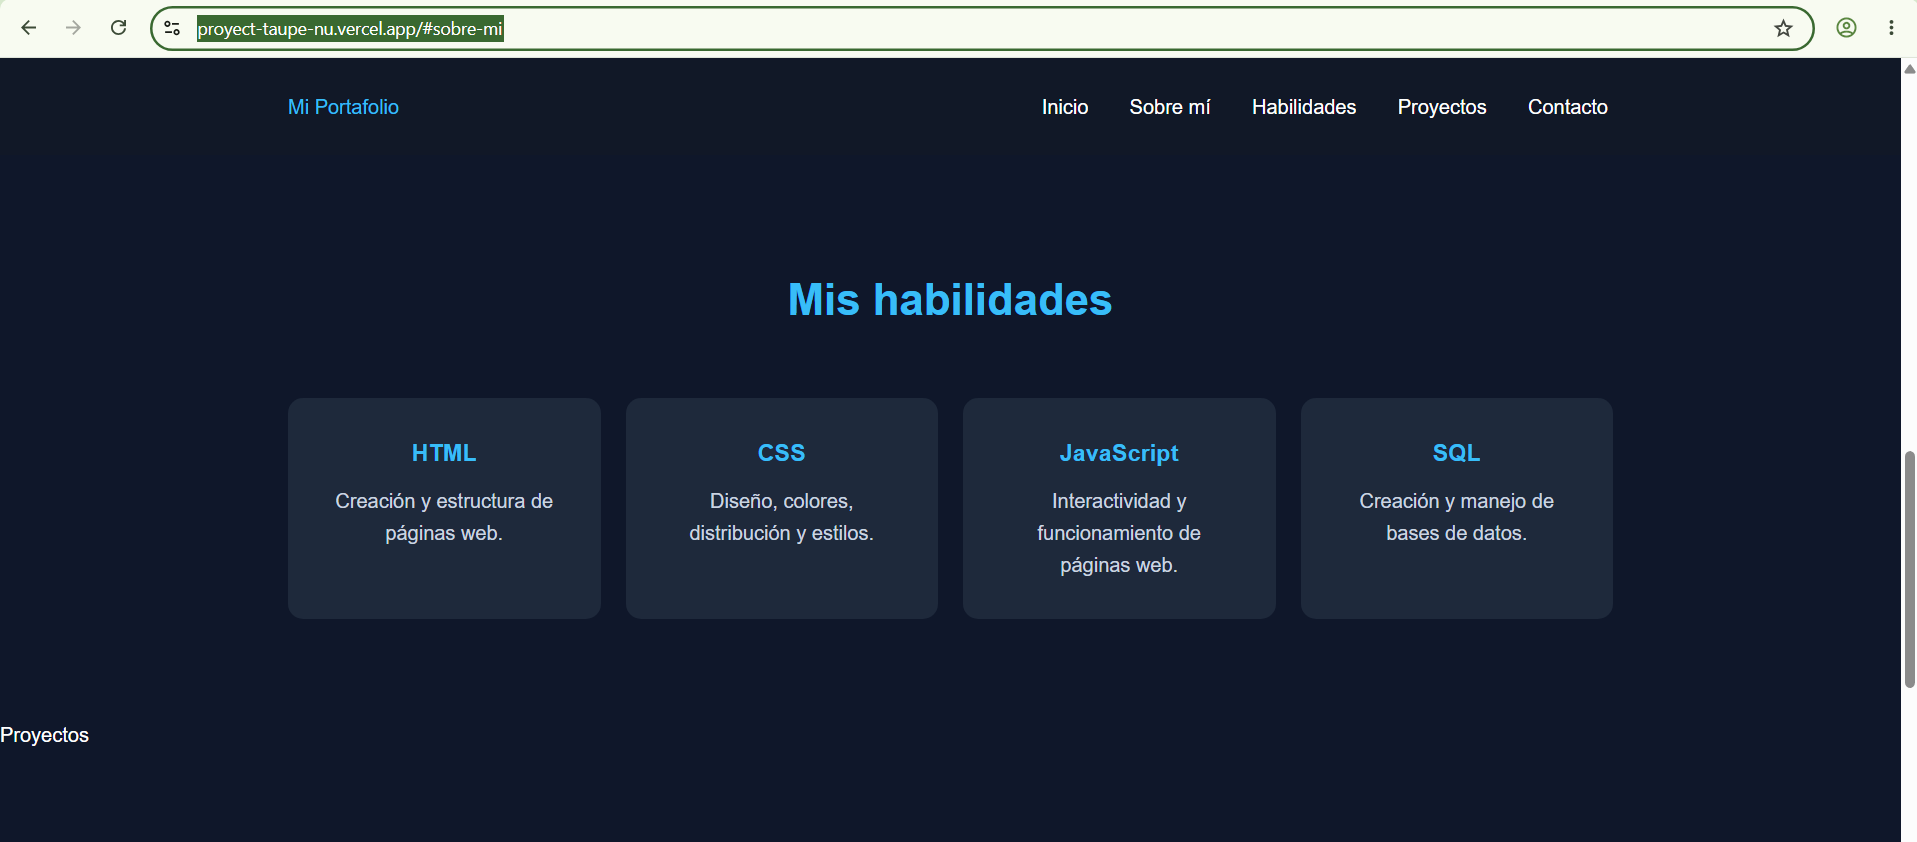 proyect-taupe-nu.vercel.app/#sobre-mi
Mi Portafolio
Inicio
Sobre mí
Habilidades
Proyectos
Contacto
Mis habilidades
HTML
Creación y estructura de
páginas web.
CSS
Diseño, colores,
distribución y estilos.
JavaScript
Interactividad y
funcionamiento de
páginas web.
SQL
Creación y manejo de
bases de datos.
Proyectos